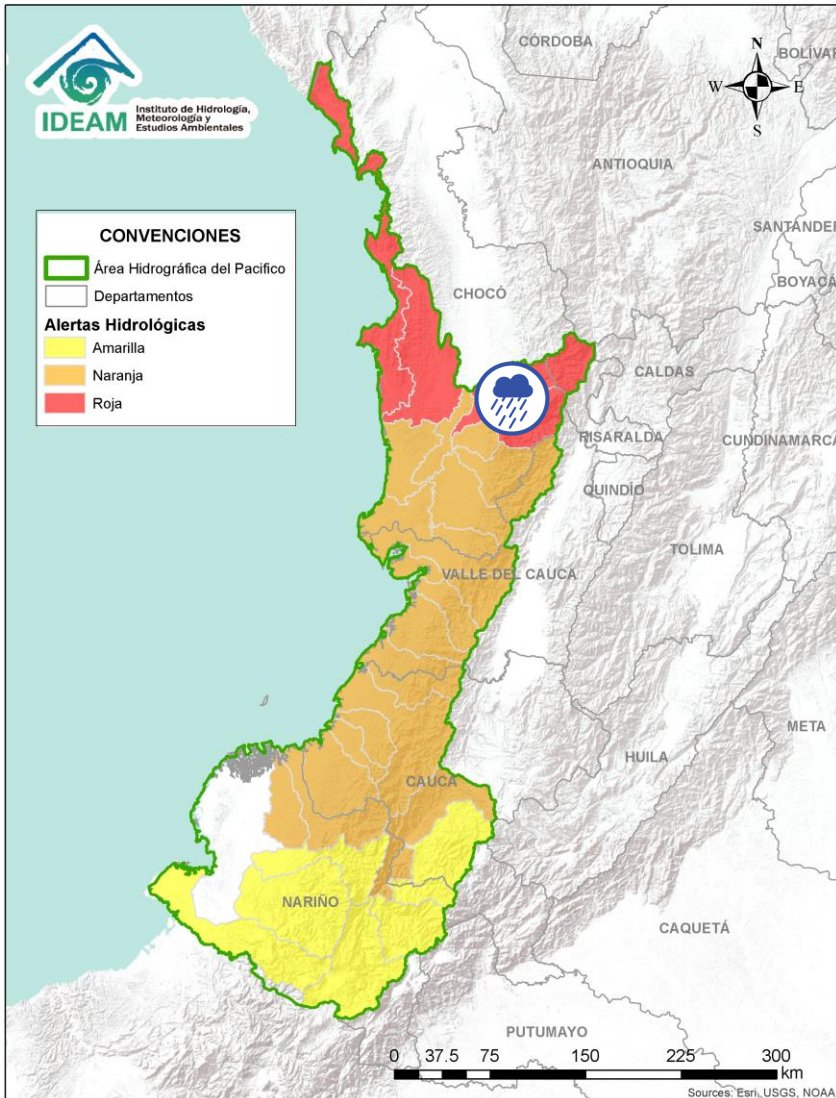 IDEAM
Instituto de Hidrología,
Meteorología y
Estudios Ambientales
CÓRDOBA
BOLÍVAR
N
W
E
S
ANTIOQUIA
CONVENCIONES
Área Hidrográfica del Pacifico
Departamentos
Alertas Hidrológicas
Amarilla
Naranja
Roja
SANTANDER
BOYACÁ
CHOCÓ
CALDAS
RISARALDA
CUNDINAMARCA
QUINDÍO
TOLIMA
VALLE DEL CAUCA
META
HUILA
CAUCA
NARIÑO
CAQUETÁ
PUTUMAYO
0 37.5 75 150 225 300
km
Sources: Esri, USGS, NOAA